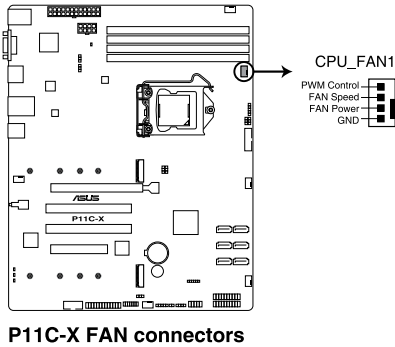 CPU_FAN1
PWM Control
FAN Speed
FAN Power
GND
ASUS
P11C-X
P11C-X FAN connectors